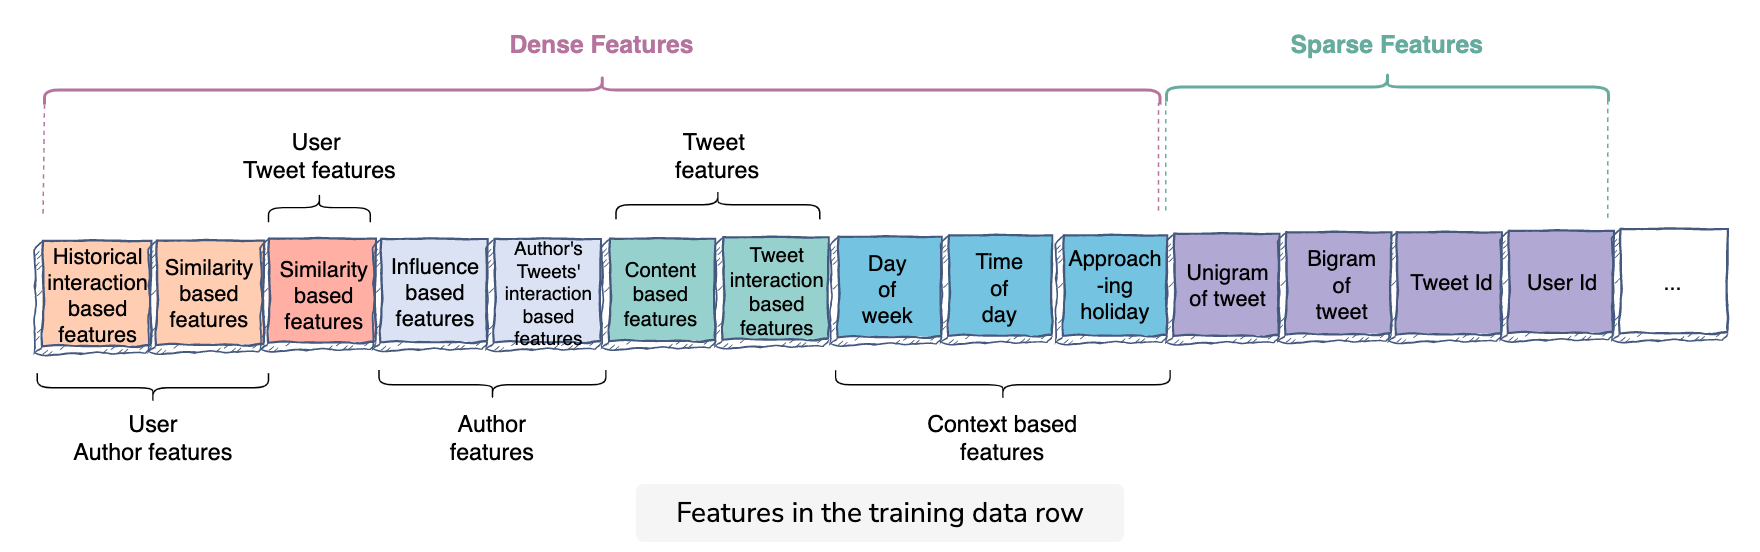 Dense Features
Sparse Features
User
Tweet features
Tweet
features
Historical
interaction
based
features
Similarity
based
features
Similarity
based
features
Influence
based
features
Author's
Tweets'
interaction
based
features
Content
based
features
Tweet
interaction
based
features
Day
of
week
Time
of
day
Approach
-ing
holiday
Unigram
of tweet
Bigram
of
tweet
Tweet Id
User Id
...
User
Author features
Author
features
Context based
features
Features in the training data row